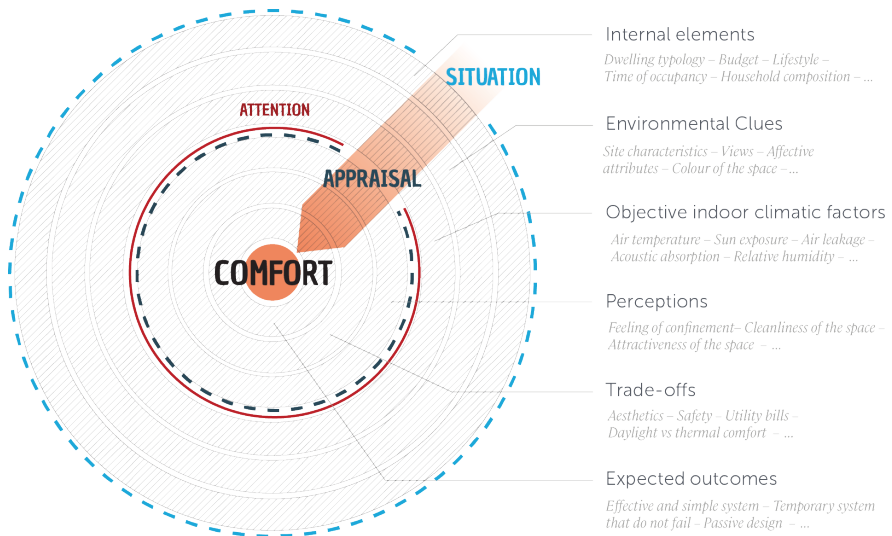 SITUATION
ATTENTION
APPRAISAL
COMFORT
Internal elements
Dwelling typology – Budget – Lifestyle –
Time of occupancy – Household composition – ...
Environmental Clues
Site characteristics – Views – Affective
attributes – Colour of the space – ...
Objective indoor climatic factors
Air temperature – Sun exposure – Air leakage –
Acoustic absorption – Relative humidity – ...
Perceptions
Feeling of confinement– Cleanliness of the space –
Attractiveness of the space – ...
Trade-offs
Aesthetics – Safety – Utility bills –
Daylight vs thermal comfort – ...
Expected outcomes
Effective and simple system – Temporary system
that do not fail – Passive design – ...